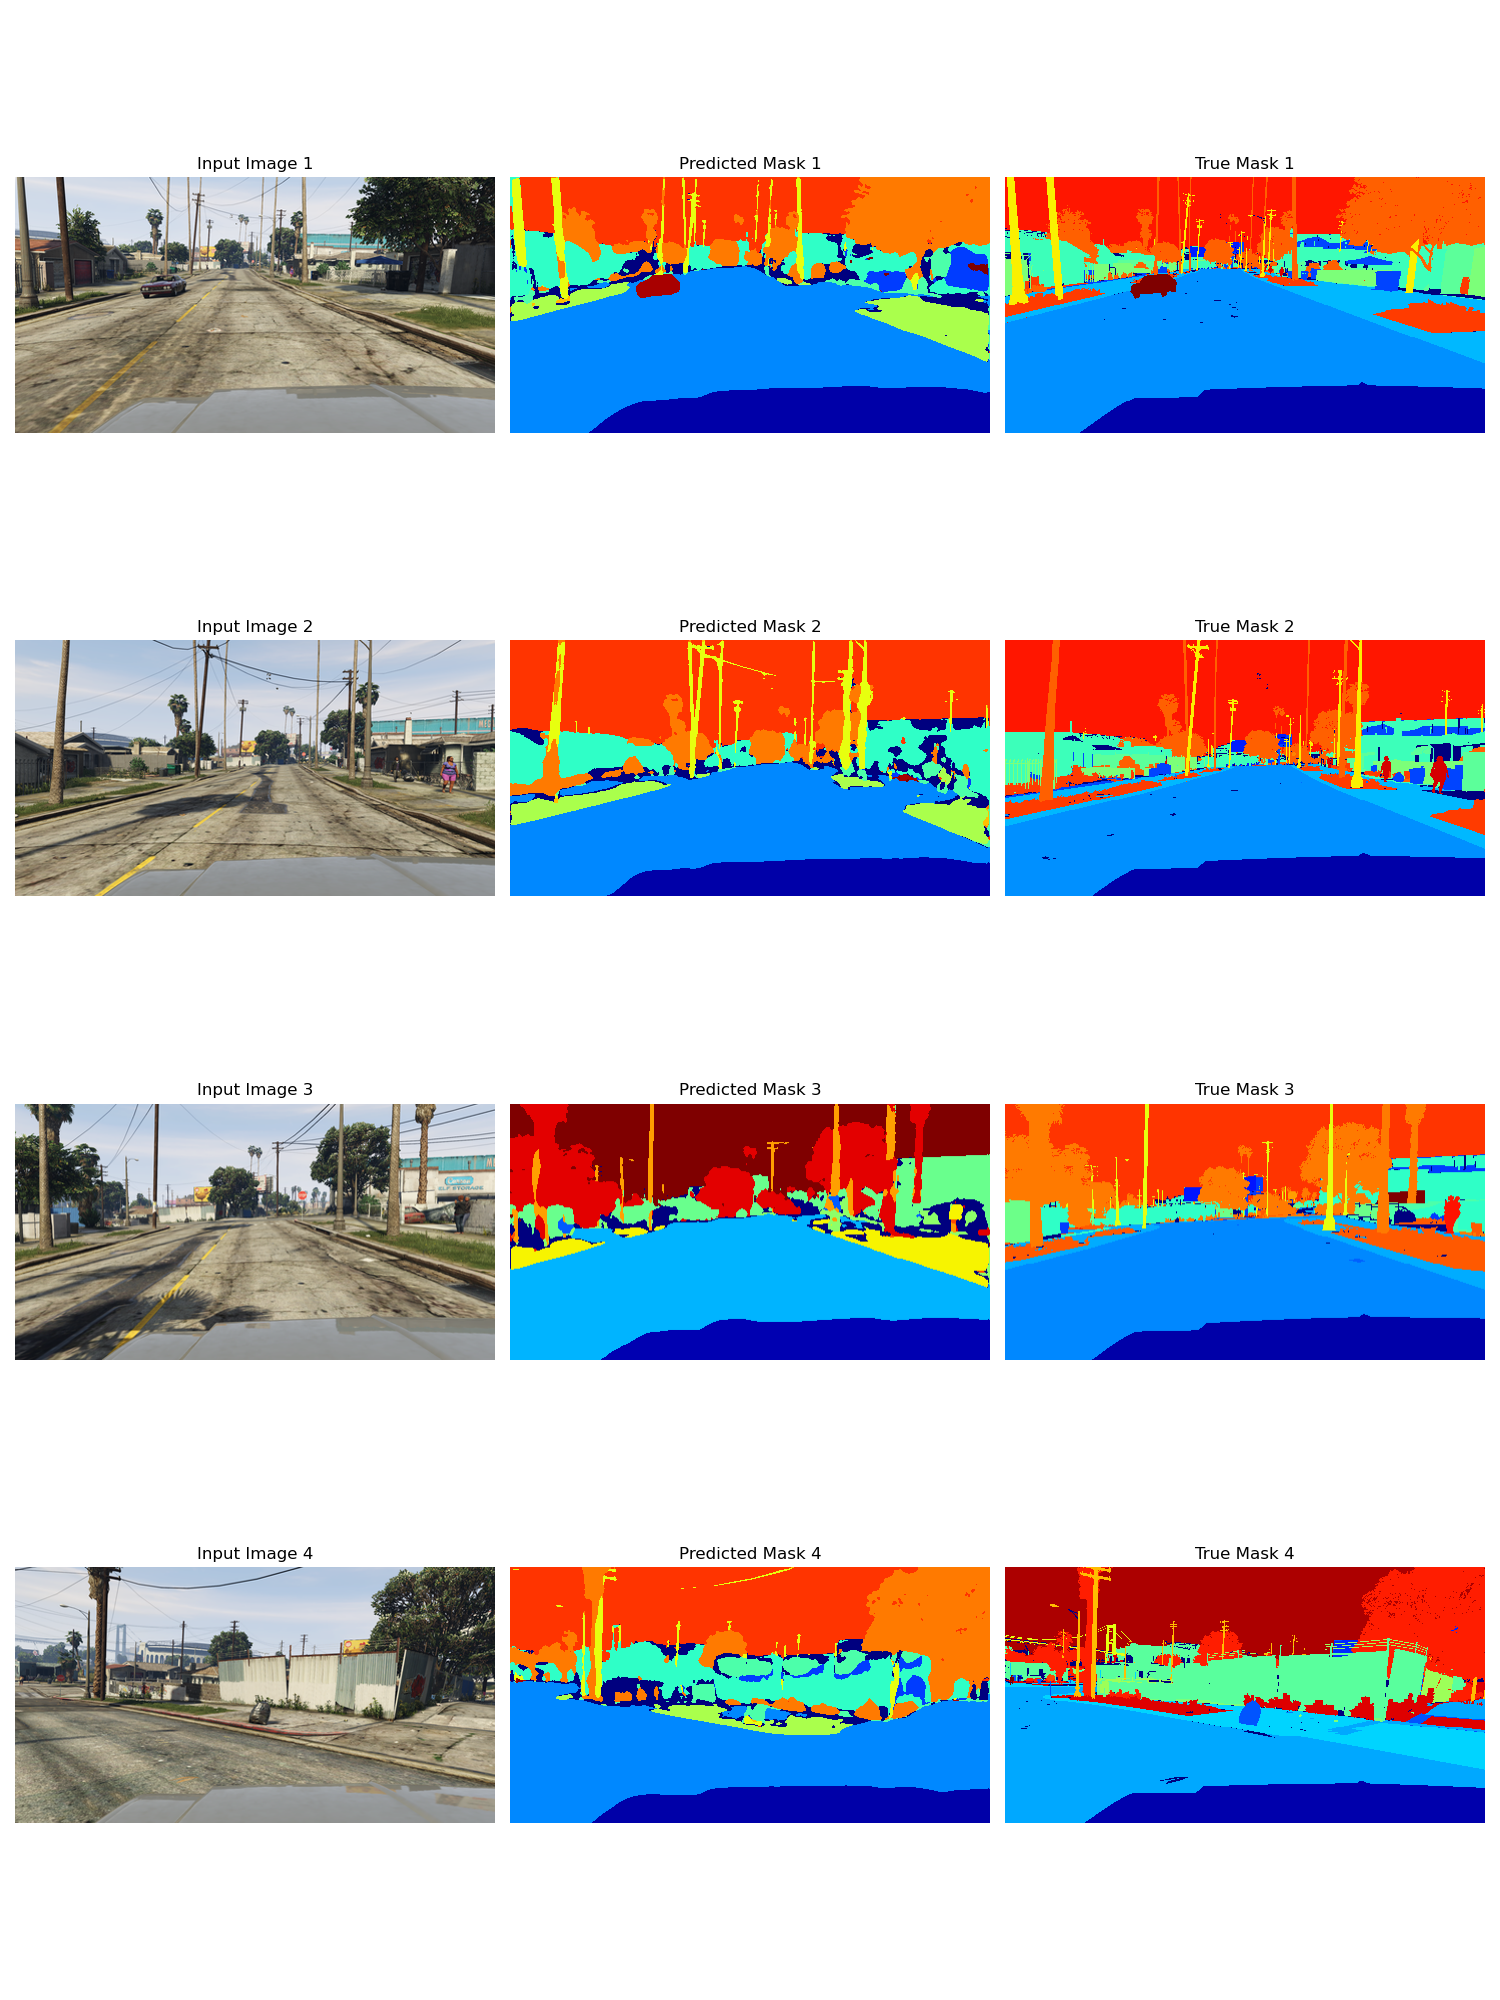 Input Image 1
Predicted Mask 1
True Mask 1
Input Image 2
Predicted Mask 2
True Mask 2
Input Image 3
Predicted Mask 3
True Mask 3
Input Image 4
Predicted Mask 4
True Mask 4